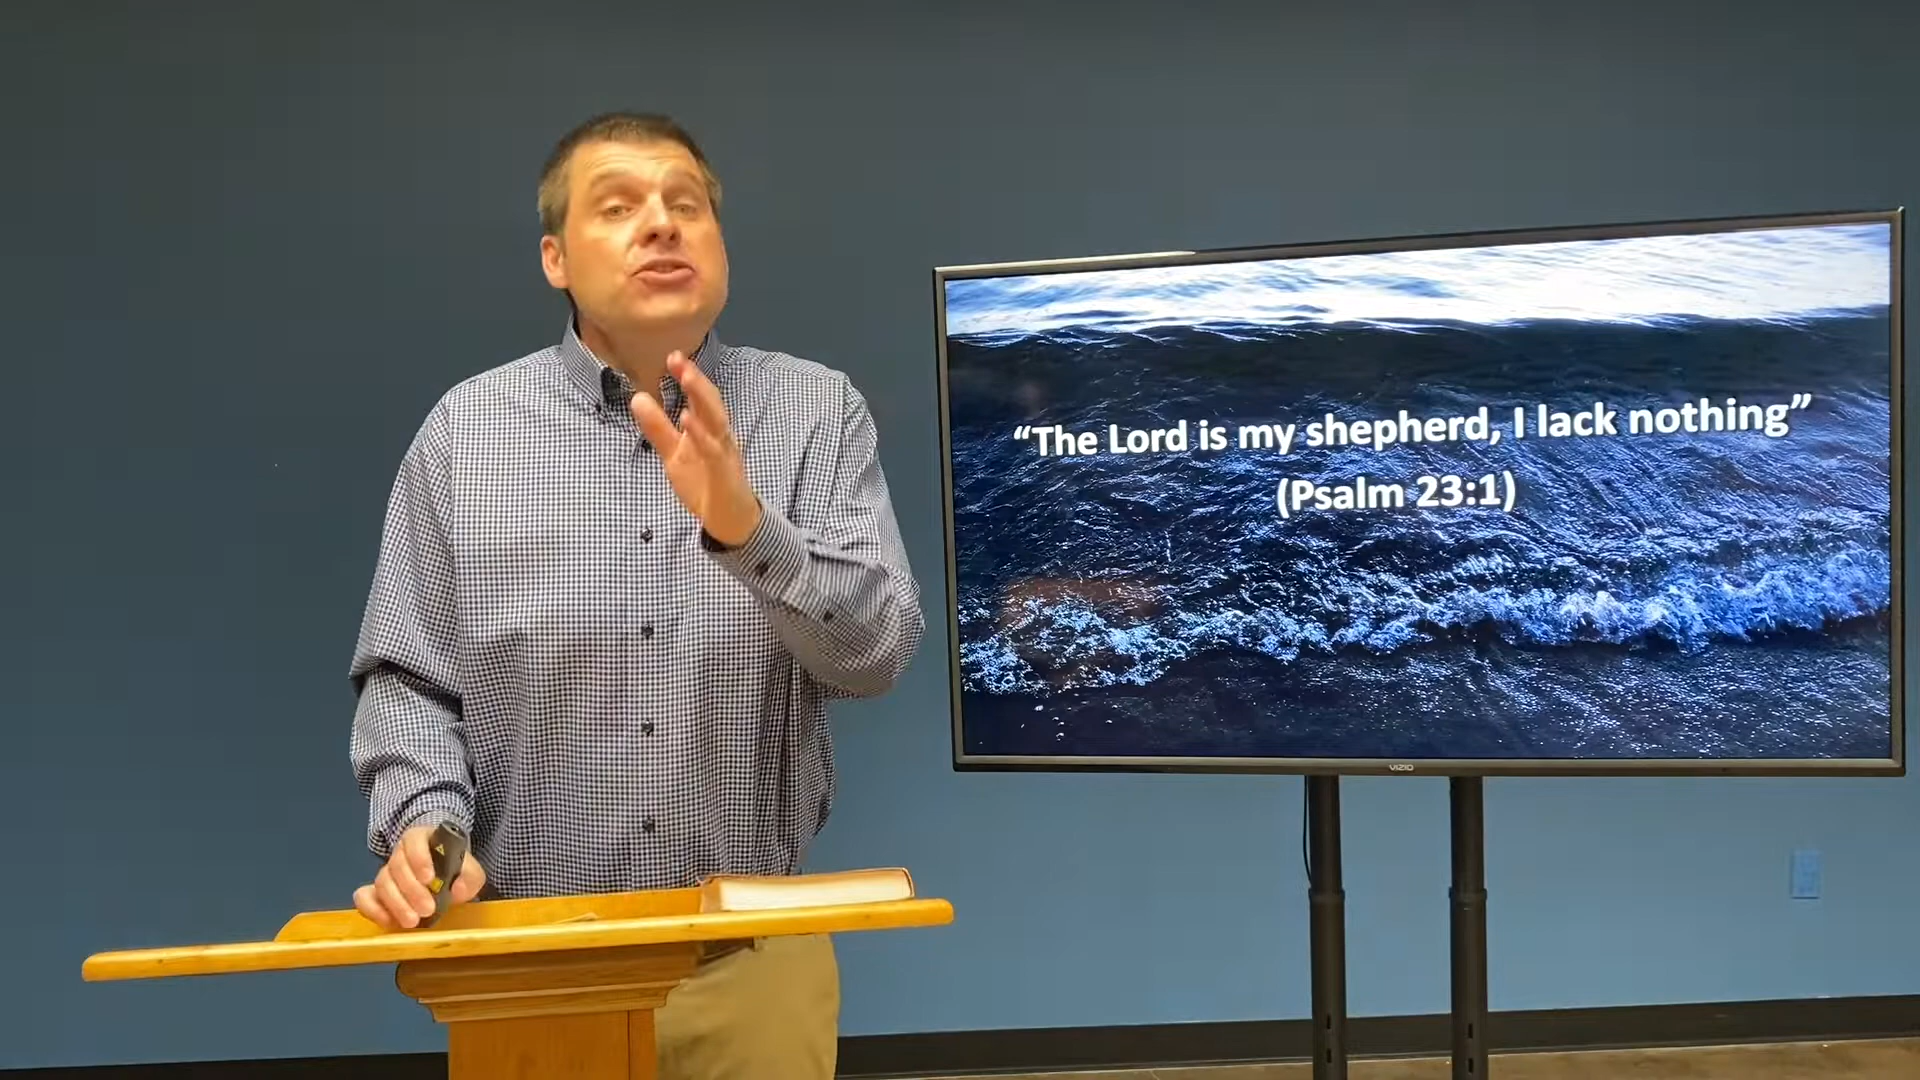 “The Lord is my shepherd, I lack nothing”
(Psalm 23:1)
VIZIO